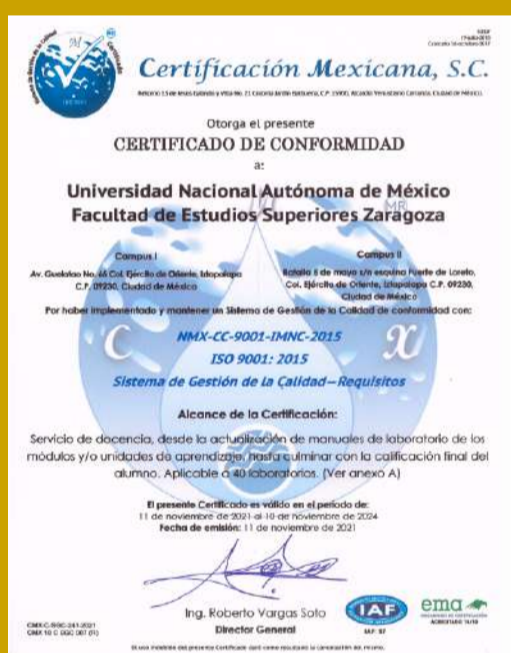 Certificación Mexicana, S.C.
Otorga el presente
CERTIFICADO DE CONFORMIDAD
a:
Universidad Nacional Autónoma de México
Facultad de Estudios Superiores Zaragoza
MR
Campus I
Av. Guelatao No. 66 Col. Ejército de Oriente, Iztapalapa
C.P. 09230, Ciudad de México
Campus II
Batalla 5 de mayo s/n esquina Fuerte de Loreto,
Col. Ejército de Oriente, Iztapalapa C.P. 09230,
Ciudad de México
Por haber implementado y mantener un Sistema de Gestión de la Calidad de conformidad con:
NMX-CC-9001-IMNC-2015
ISO 9001: 2015
Sistema de Gestión de la Calidad—Requisitos
Alcance de la Certificación:
Servicio de docencia, desde la actualización de manuales de laboratorio de los
módulos y/o unidades de aprendizaje, hasta culminar con la calificación final del
alumno. Aplicable a 40 laboratorios. (Ver anexo A)
El presente Certificado es válido en el periodo de:
11 de noviembre de 2021 al 10 de noviembre de 2024
Fecha de emisión: 11 de noviembre de 2021
Ing. Roberto Vargas Soto
Director General
IAF
ema